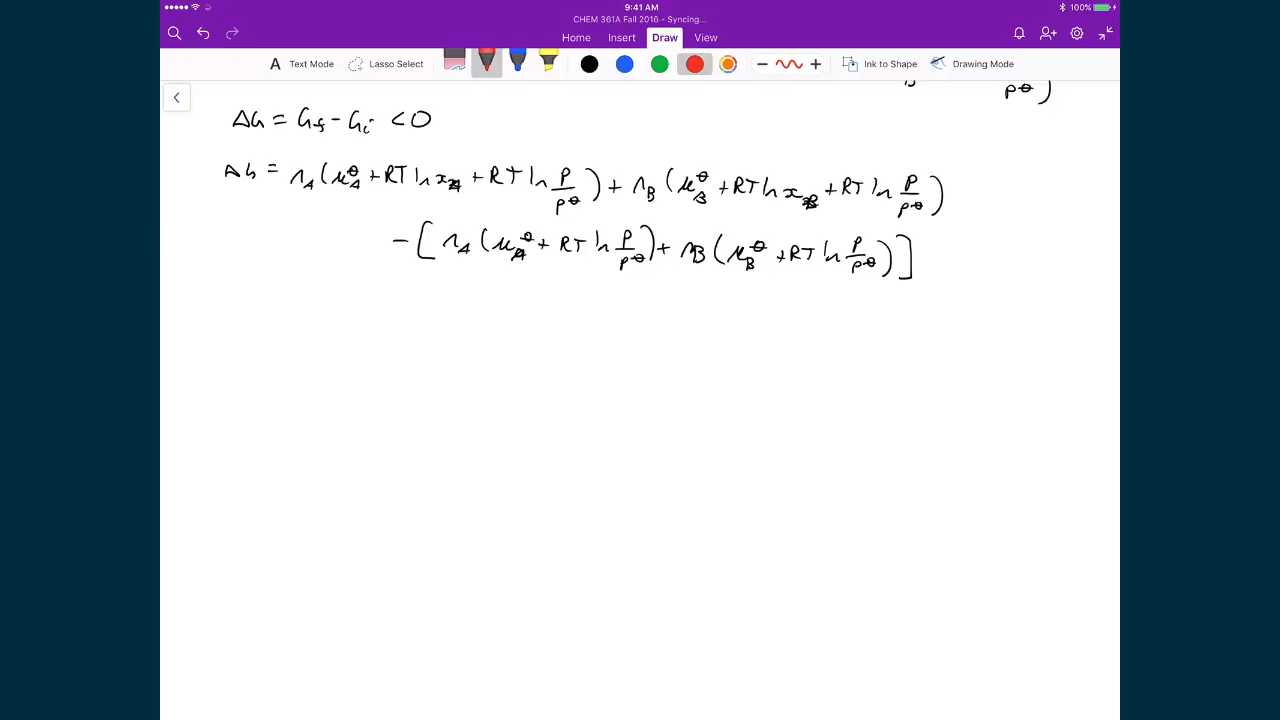 9:41 AM
100%
CHEM 361A Fall 2016 - Syncing...
Home Insert Draw View
A Text Mode Lasso Select Ink to Shape Drawing Mode
B p⊖ )
ΔG = G_f - G_i < 0
ΔG = n_A (μ_A^⊖ + RT ln x_A + RT ln p/p^⊖) + n_B (μ_B^⊖ + RT ln x_B + RT ln p/p^⊖)
- [ n_A (μ_A^⊖ + RT ln p/p^⊖) + n_B (μ_B^⊖ + RT ln p/p^⊖) ]